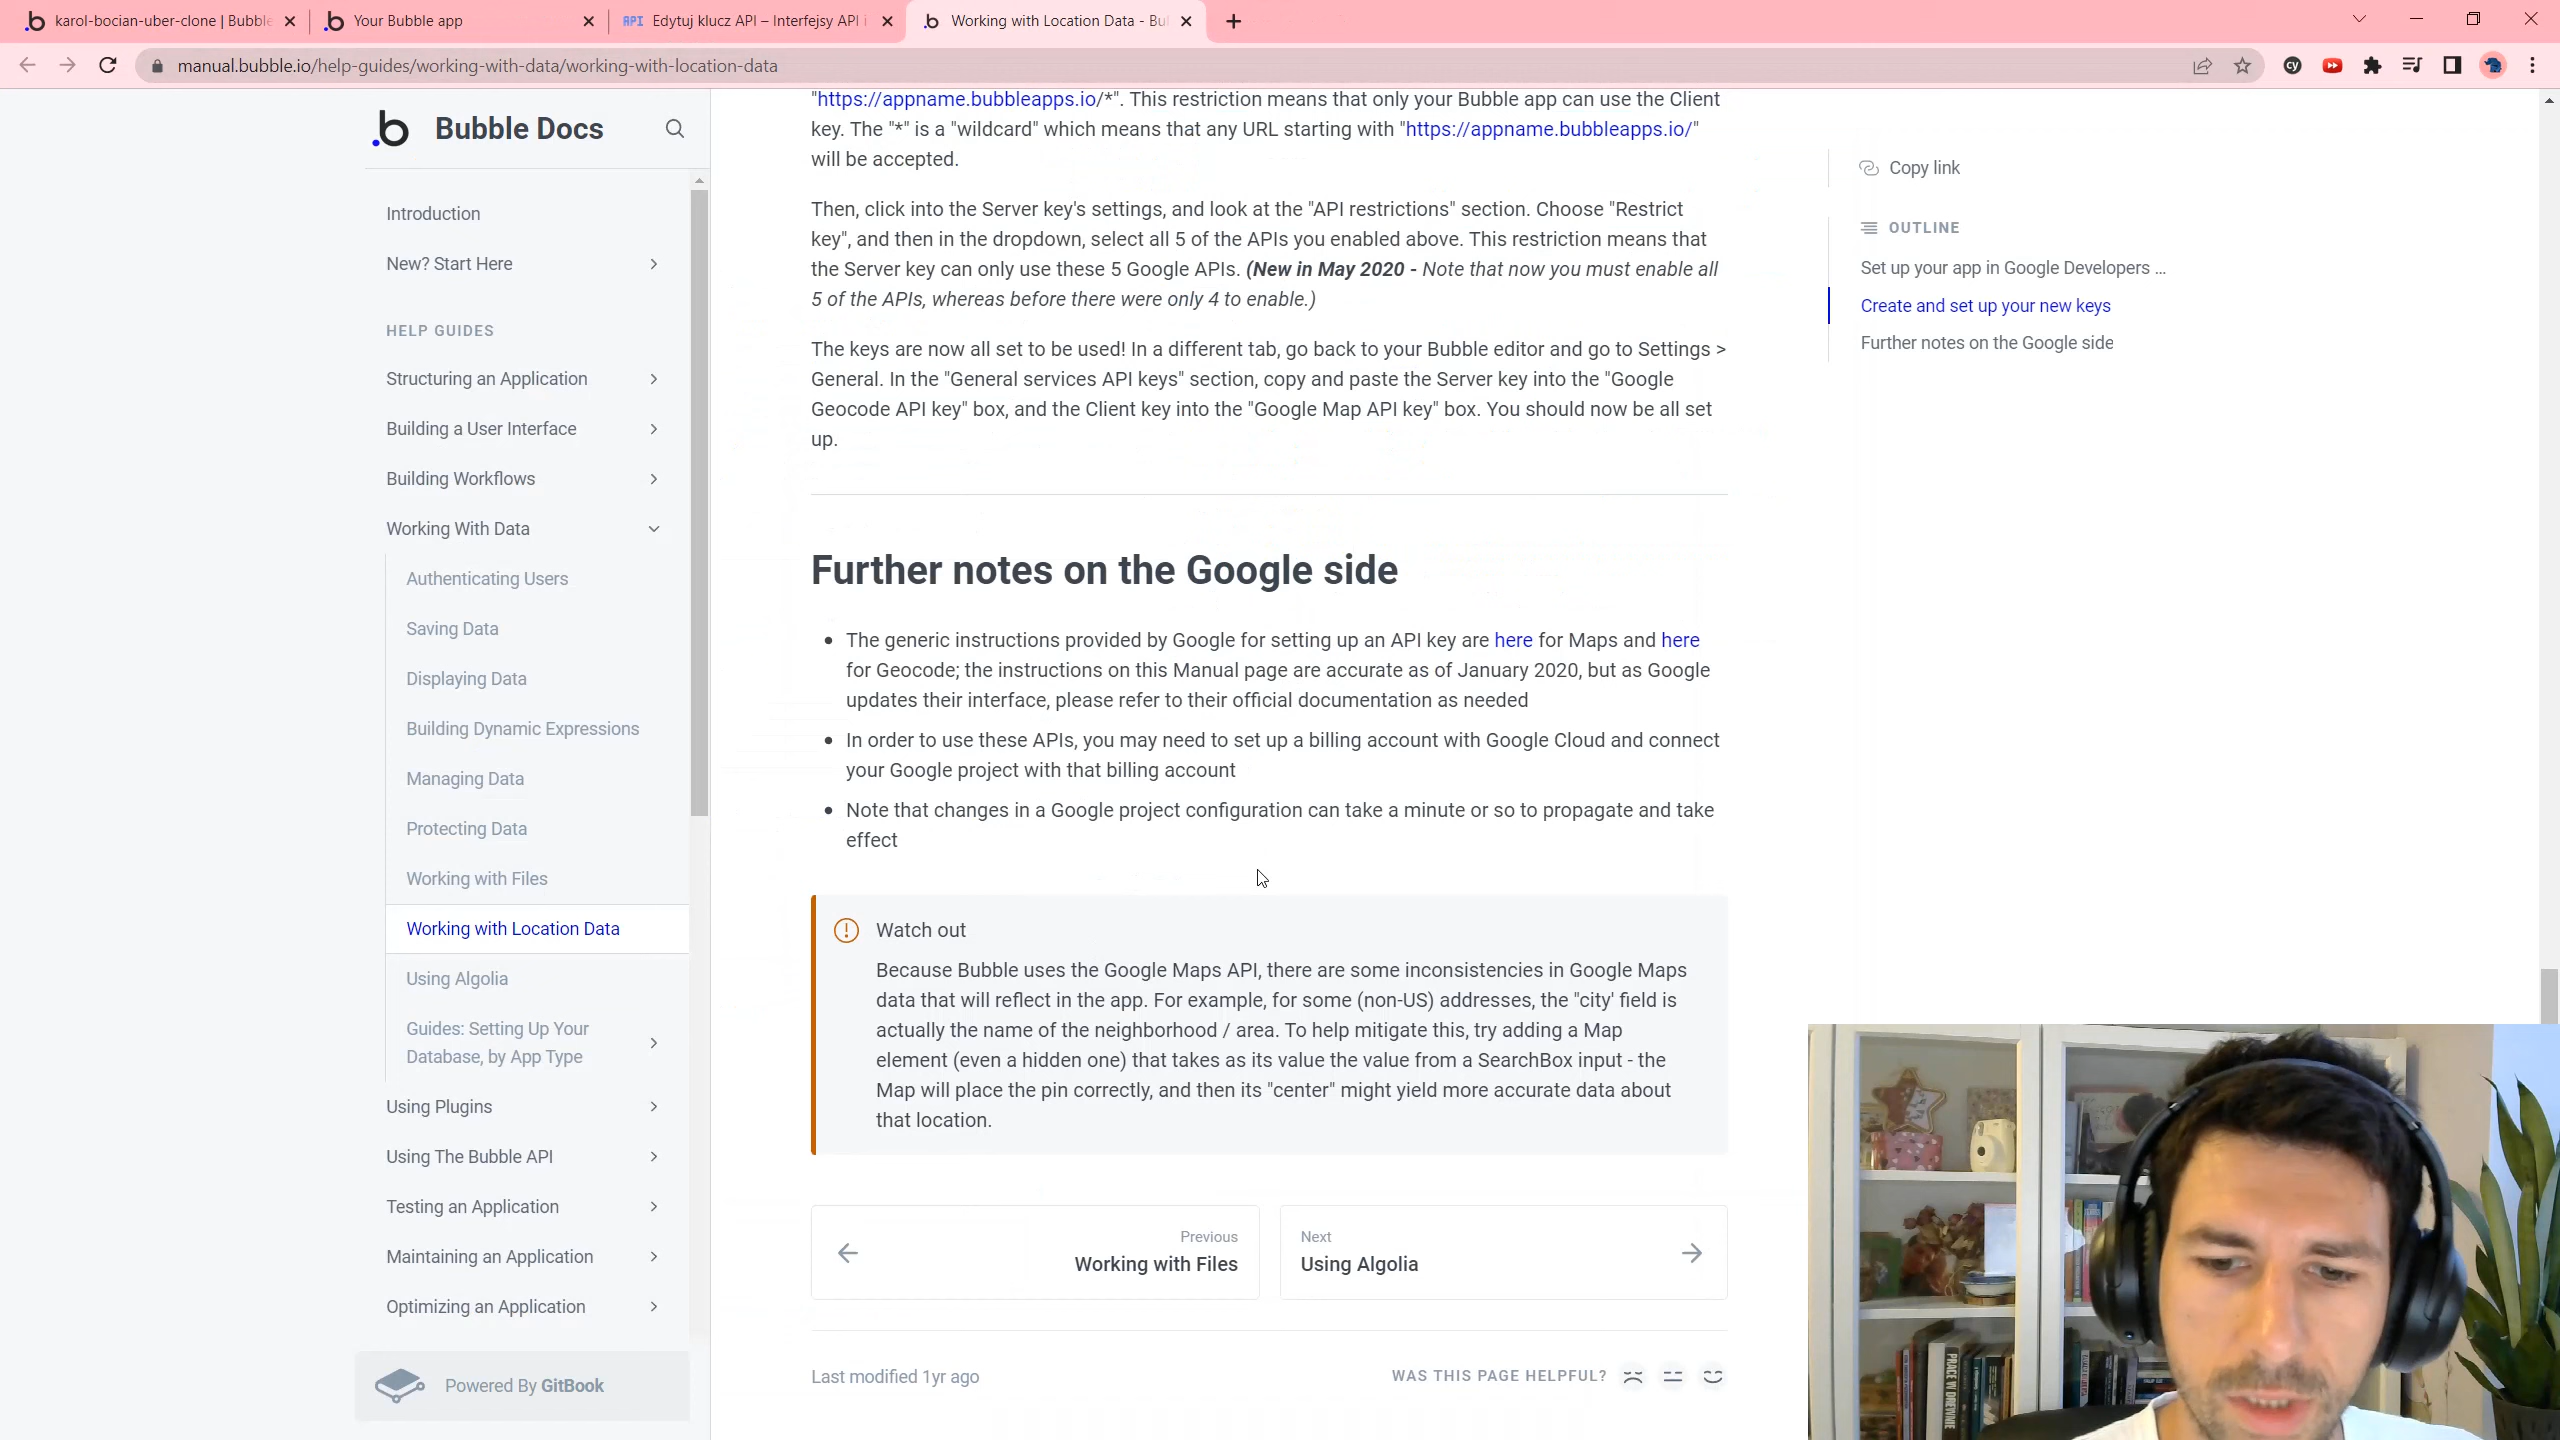 karol-bocian-uber-clone | Bubble
Your Bubble app
API Edytuj klucz API – Interfejsy API i
Working with Location Data - Bu
manual.bubble.io/help-guides/working-with-data/working-with-location-data
Bubble Docs
Introduction
New? Start Here
HELP GUIDES
Structuring an Application
Building a User Interface
Building Workflows
Working With Data
Authenticating Users
Saving Data
Displaying Data
Building Dynamic Expressions
Managing Data
Protecting Data
Working with Files
Working with Location Data
Using Algolia
Guides: Setting Up Your
Database, by App Type
Using Plugins
Using The Bubble API
Testing an Application
Maintaining an Application
Optimizing an Application
Powered By GitBook
"https://appname.bubbleapps.io/*". This restriction means that only your Bubble app can use the Client
key. The "*" is a "wildcard" which means that any URL starting with "https://appname.bubbleapps.io/"
will be accepted.
Then, click into the Server key's settings, and look at the "API restrictions" section. Choose "Restrict
key", and then in the dropdown, select all 5 of the APIs you enabled above. This restriction means that
the Server key can only use these 5 Google APIs. (New in May 2020 - Note that now you must enable all
5 of the APIs, whereas before there were only 4 to enable.)
The keys are now all set to be used! In a different tab, go back to your Bubble editor and go to Settings >
General. In the "General services API keys" section, copy and paste the Server key into the "Google
Geocode API key" box, and the Client key into the "Google Map API key" box. You should now be all set
up.
Further notes on the Google side
• The generic instructions provided by Google for setting up an API key are here for Maps and here
for Geocode; the instructions on this Manual page are accurate as of January 2020, but as Google
updates their interface, please refer to their official documentation as needed
• In order to use these APIs, you may need to set up a billing account with Google Cloud and connect
your Google project with that billing account
• Note that changes in a Google project configuration can take a minute or so to propagate and take
effect
Watch out
Because Bubble uses the Google Maps API, there are some inconsistencies in Google Maps
data that will reflect in the app. For example, for some (non-US) addresses, the "city' field is
actually the name of the neighborhood / area. To help mitigate this, try adding a Map
element (even a hidden one) that takes as its value the value from a SearchBox input - the
Map will place the pin correctly, and then its "center" might yield more accurate data about
that location.
Previous
Working with Files
Next
Using Algolia
Last modified 1yr ago
WAS THIS PAGE HELPFUL?
Copy link
OUTLINE
Set up your app in Google Developers ...
Create and set up your new keys
Further notes on the Google side